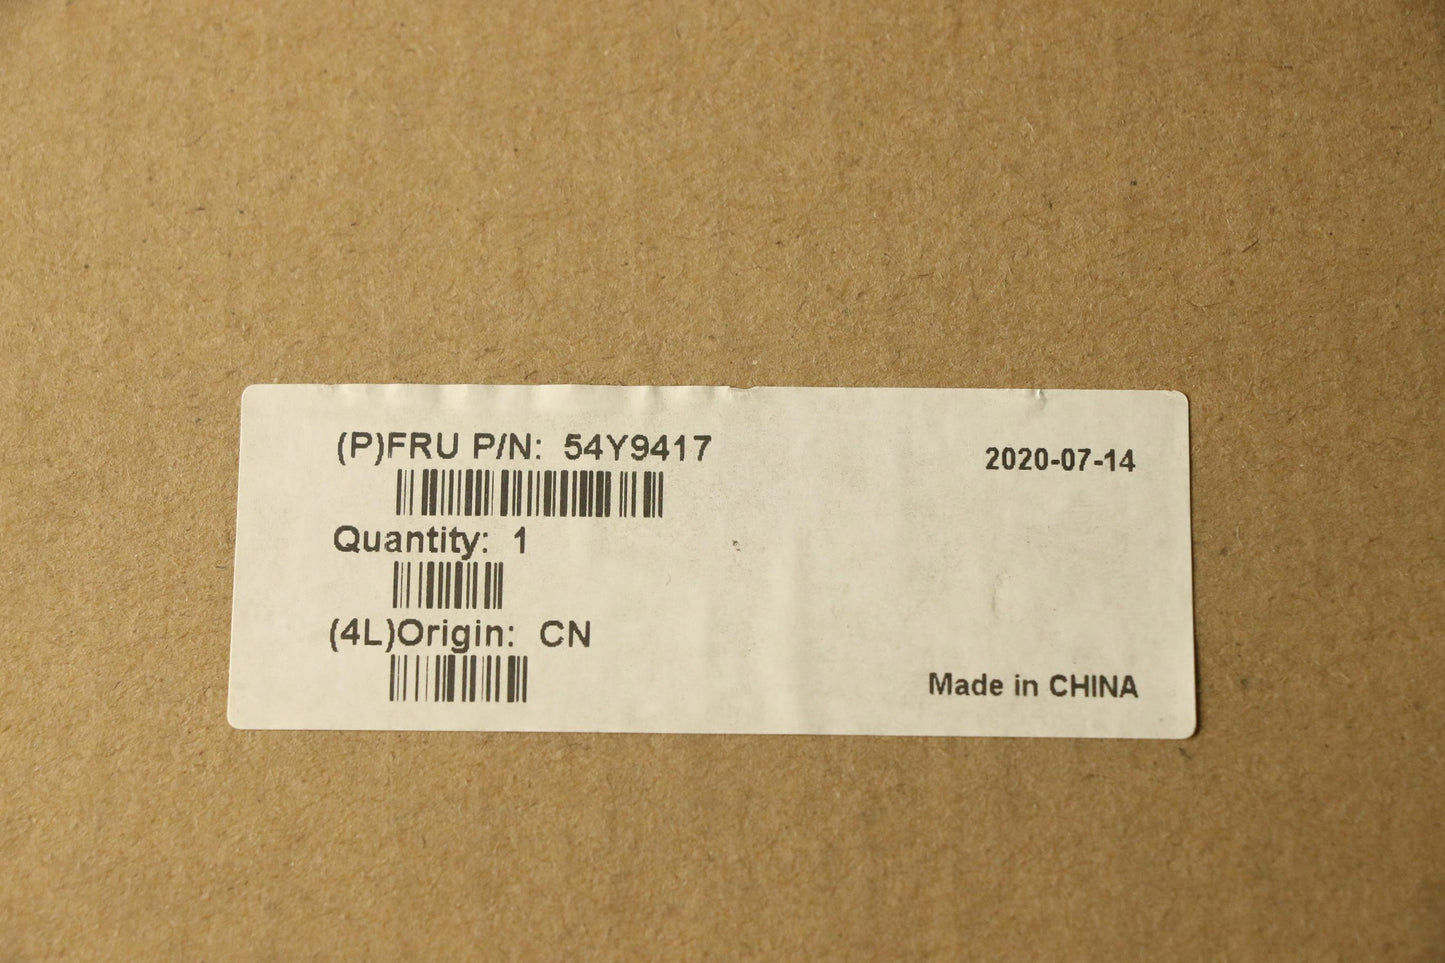 (P)FRU P/N: 54Y9417
2020-07-14
Quantity: 1
(4L)Origin: CN
Made in CHINA